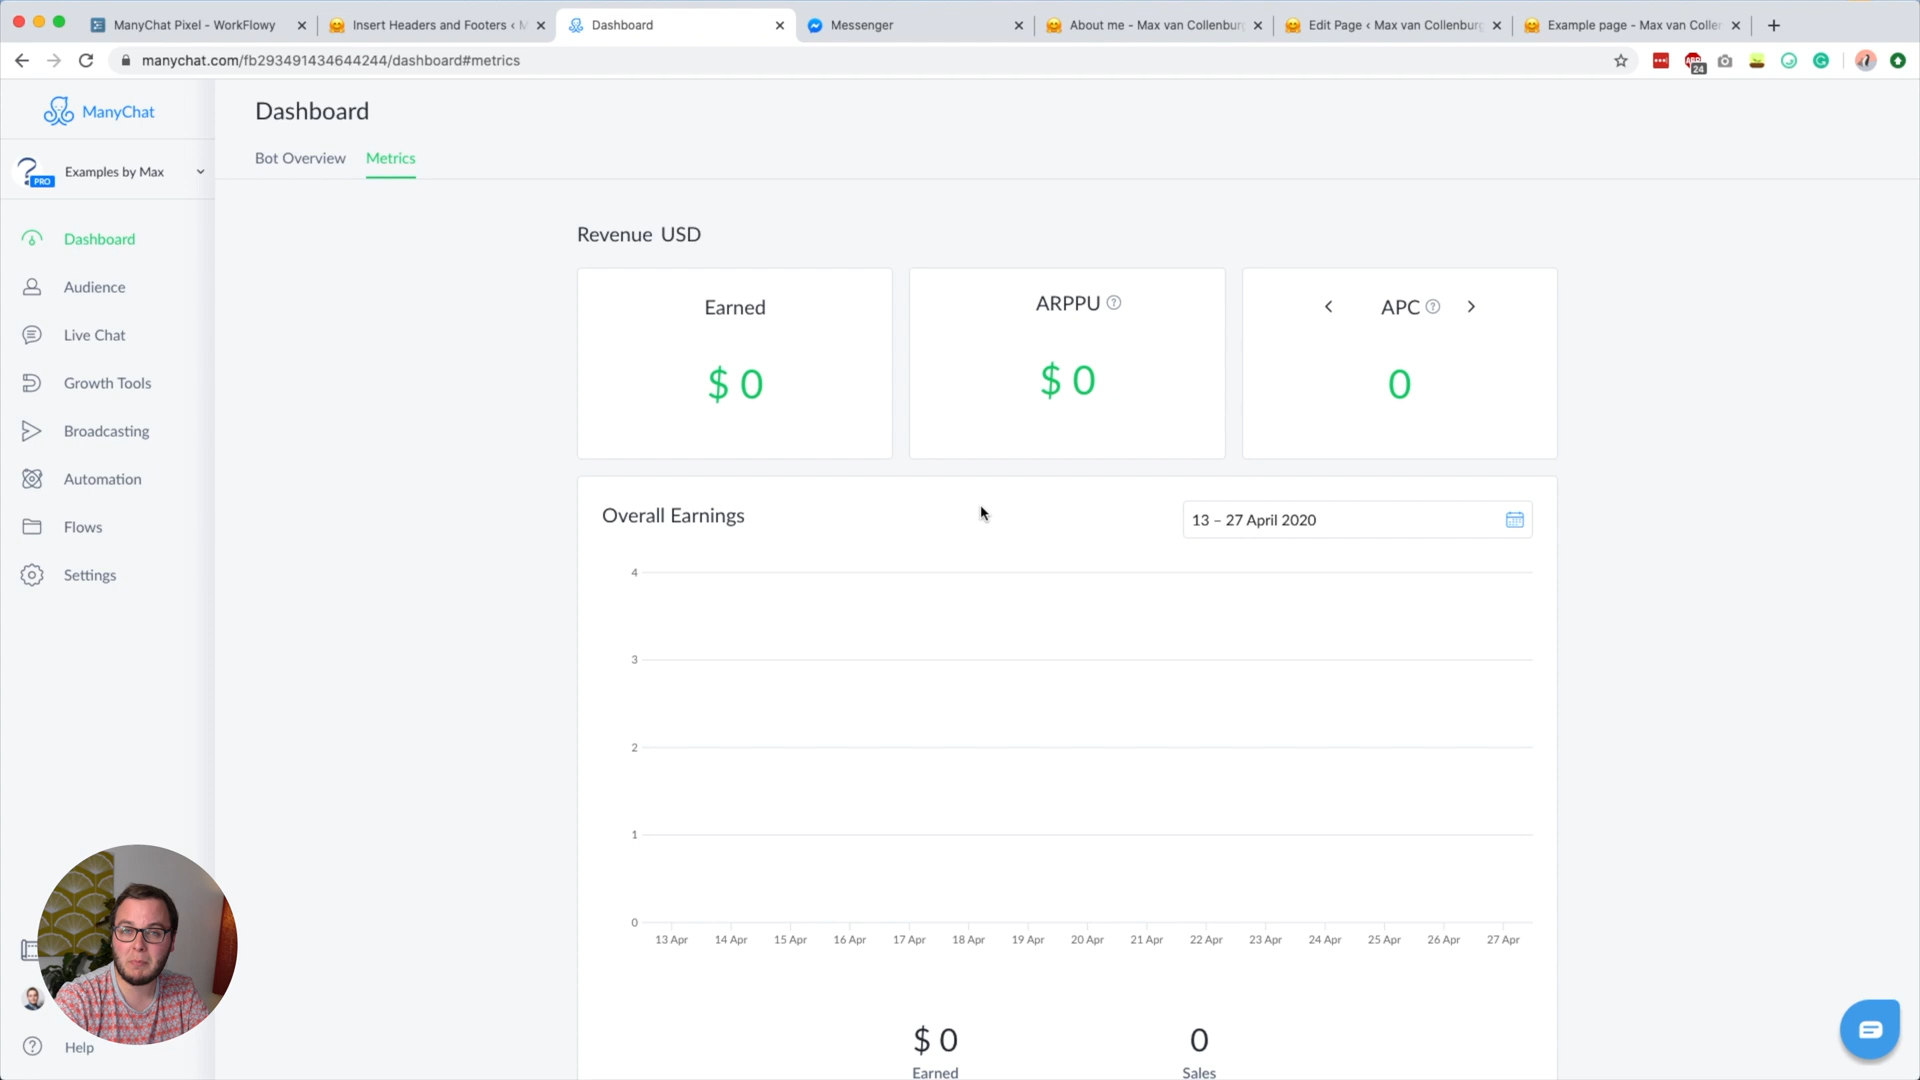 ManyChat Pixel - WorkFlowy
Insert Headers and Footers ‹ M
Dashboard
Messenger
About me - Max van Collenburg
Edit Page ‹ Max van Collenburg
Example page - Max van Coller
manychat.com/fb293491434644244/dashboard#metrics
24
ManyChat
PRO
Examples by Max
Dashboard
Audience
Live Chat
Growth Tools
Broadcasting
Automation
Flows
Settings
Help
Dashboard
Bot Overview
Metrics
Revenue USD
Earned
$ 0
ARPPU
$ 0
APC
0
Overall Earnings
13 – 27 April 2020
4
3
2
1
0
13 Apr 14 Apr 15 Apr 16 Apr 17 Apr 18 Apr 19 Apr 20 Apr 21 Apr 22 Apr 23 Apr 24 Apr 25 Apr 26 Apr 27 Apr
$ 0
Earned
0
Sales